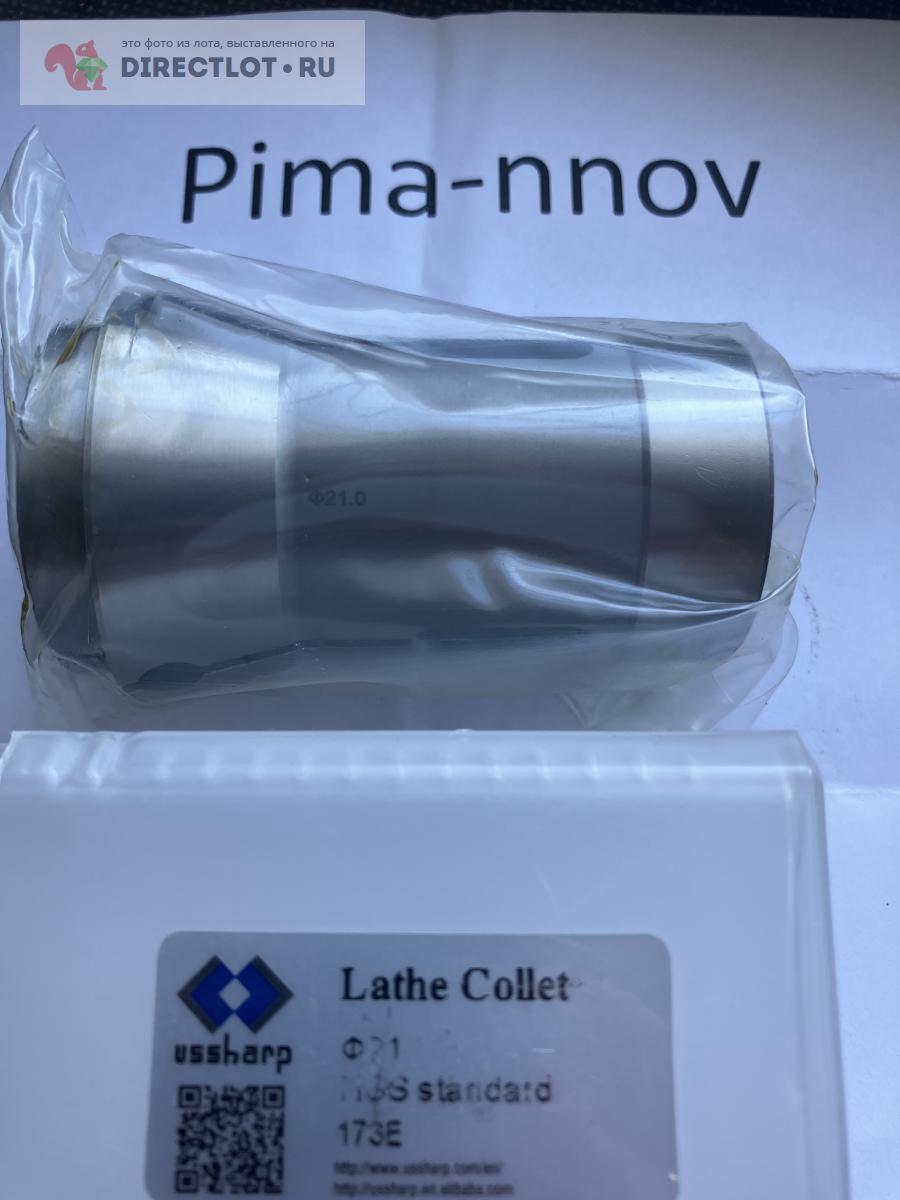 это фото из лота, выставленного на
DIRECTLOT.RU
Pima-nnov
Φ21.0
Lathe Collet
ussharp
Φ21
standard
173E
http://www.ussharp.com/en/
http://ussharp.en.alibaba.com